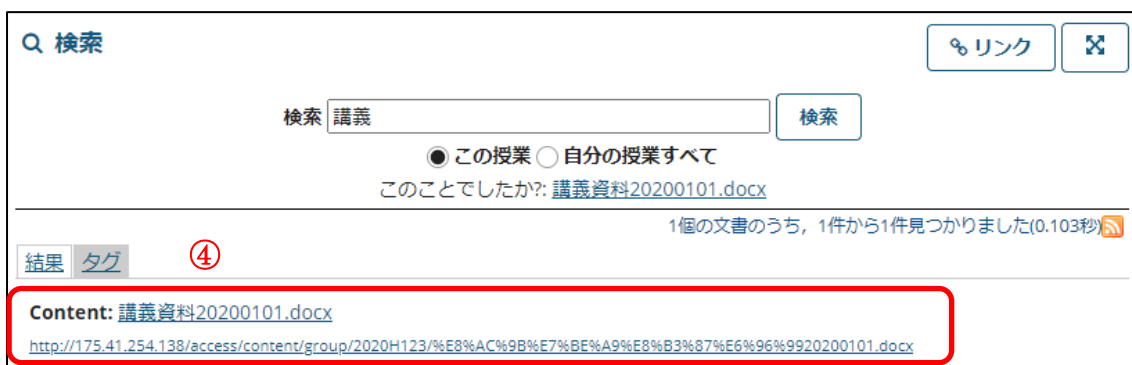 検索
リンク
検索 講義 検索
この授業 自分の授業すべて
このことでしたか?: 講義資料20200101.docx
1個の文書のうち, 1件から1件見つかりました(0.103秒)
結果 タグ ④
Content: 講義資料20200101.docx
http://175.41.254.138/access/content/group/2020H123/%E8%AC%9B%E7%BE%A9%E8%B3%87%E6%96%9920200101.docx